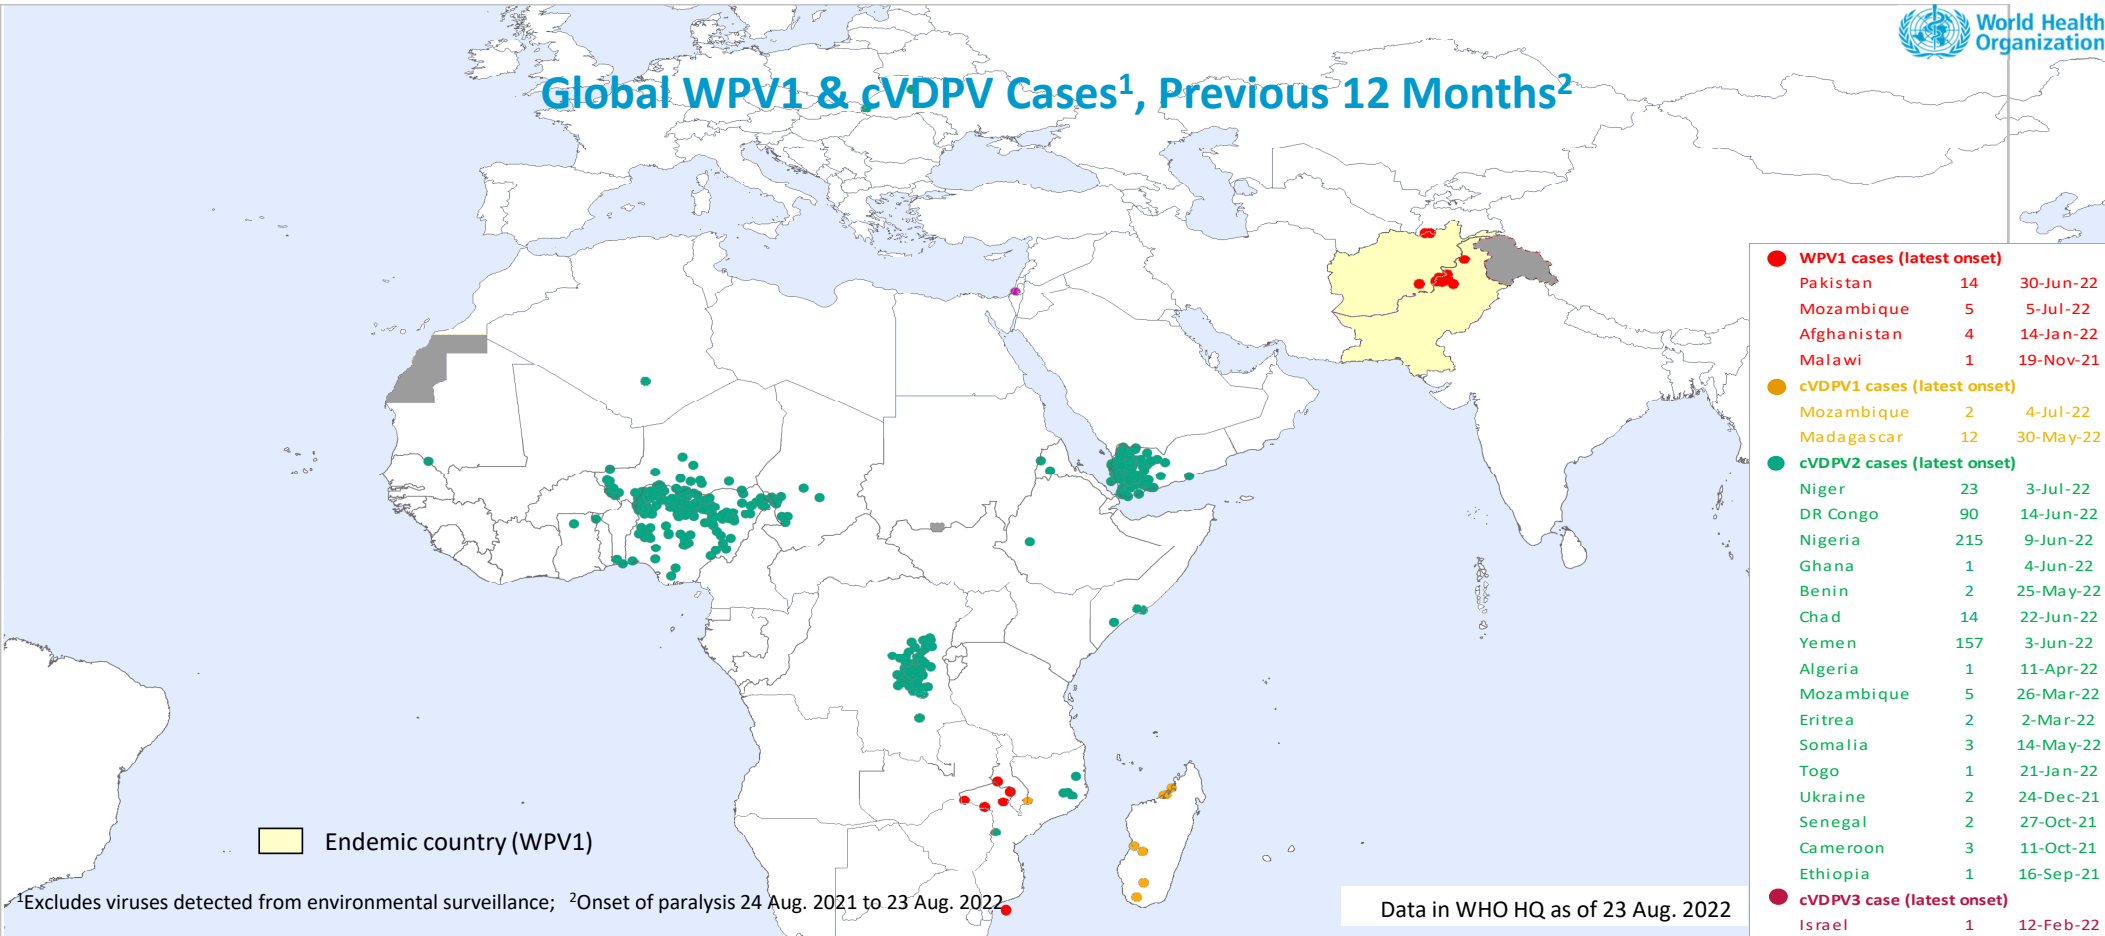 World Health
Organization
Global WPV1 & cVDPV Cases¹, Previous 12 Months²
WPV1 cases (latest onset)
Pakistan 14 30-Jun-22
Mozambique 5 5-Jul-22
Afghanistan 4 14-Jan-22
Malawi 1 19-Nov-21
cVDPV1 cases (latest onset)
Mozambique 2 4-Jul-22
Madagascar 12 30-May-22
cVDPV2 cases (latest onset)
Niger 23 3-Jul-22
DR Congo 90 14-Jun-22
Nigeria 215 9-Jun-22
Ghana 1 4-Jun-22
Benin 2 25-May-22
Chad 14 22-Jun-22
Yemen 157 3-Jun-22
Algeria 1 11-Apr-22
Mozambique 5 26-Mar-22
Eritrea 2 2-Mar-22
Somalia 3 14-May-22
Togo 1 21-Jan-22
Ukraine 2 24-Dec-21
Senegal 2 27-Oct-21
Cameroon 3 11-Oct-21
Ethiopia 1 16-Sep-21
cVDPV3 case (latest onset)
Israel 1 12-Feb-22
Endemic country (WPV1)
¹Excludes viruses detected from environmental surveillance; ²Onset of paralysis 24 Aug. 2021 to 23 Aug. 2022
Data in WHO HQ as of 23 Aug. 2022